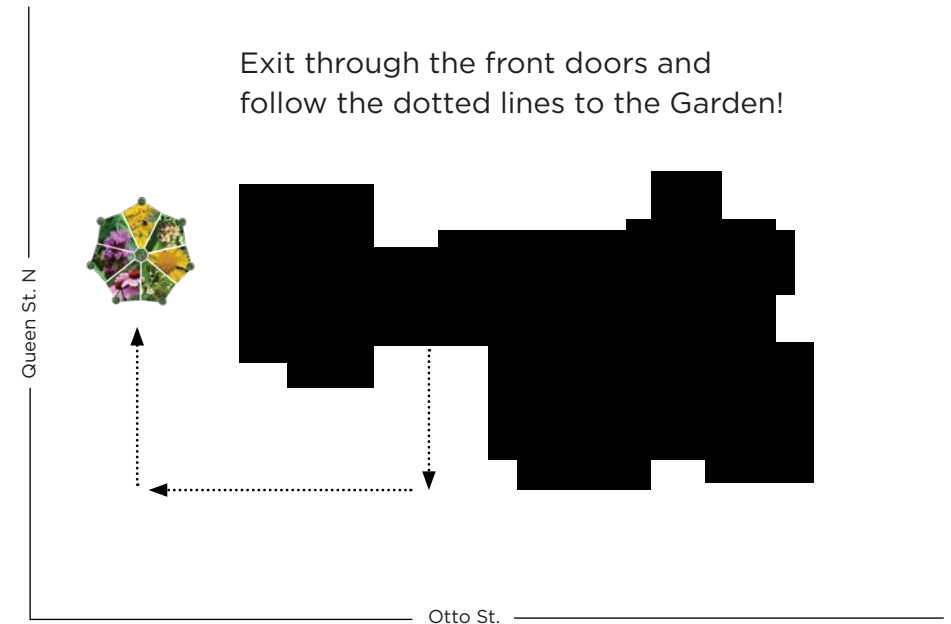 Exit through the front doors and
follow the dotted lines to the Garden!
Queen St. N
Otto St.